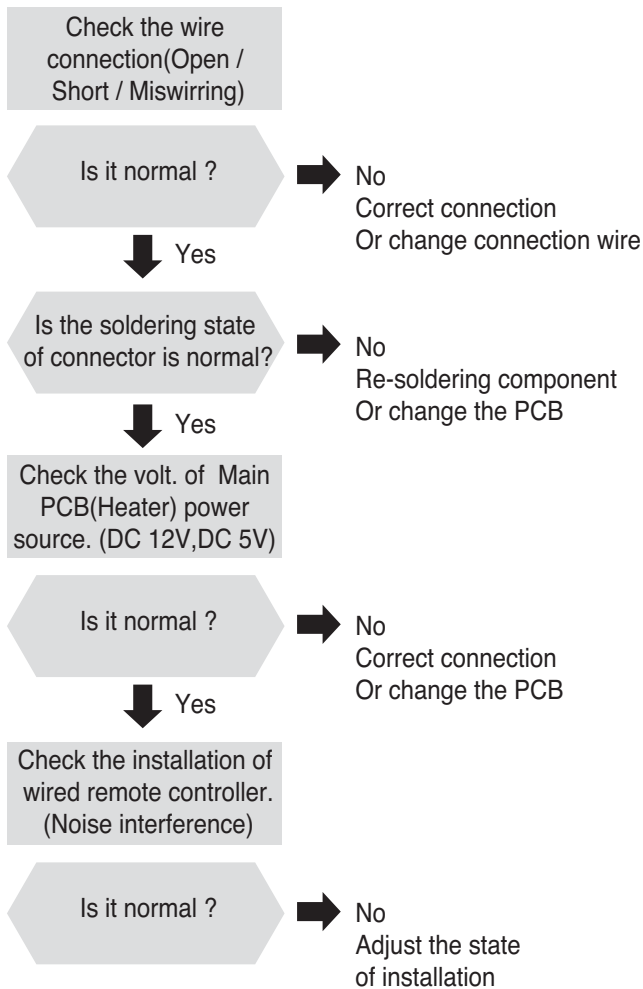 Check the wire
connection(Open /
Short / Miswirring)
Is it normal ?
No
Correct connection
Or change connection wire
Yes
Is the soldering state
of connector is normal?
No
Re-soldering component
Or change the PCB
Yes
Check the volt. of Main
PCB(Heater) power
source. (DC 12V,DC 5V)
Is it normal ?
No
Correct connection
Or change the PCB
Yes
Check the installation of
wired remote controller.
(Noise interference)
Is it normal ?
No
Adjust the state
of installation